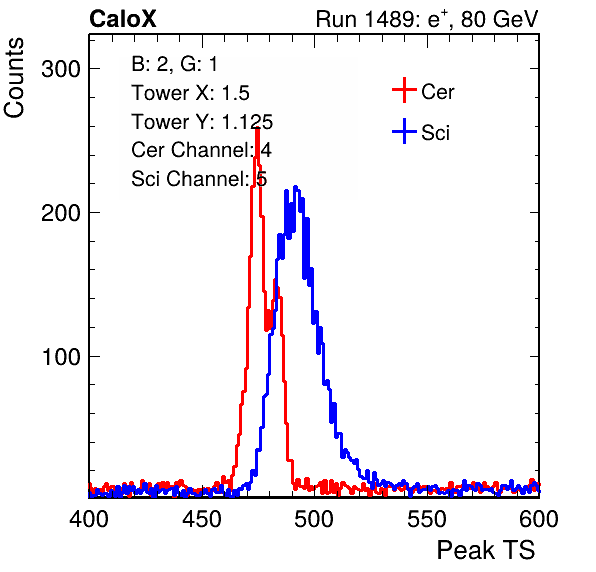 CaloX Run 1489: e⁺, 80 GeV
Counts
B: 2, G: 1
Tower X: 1.5
Tower Y: 1.125
Cer Channel: 4
Sci Channel: 5
Cer
Sci
300
200
100
400 450 500 550 600
Peak TS